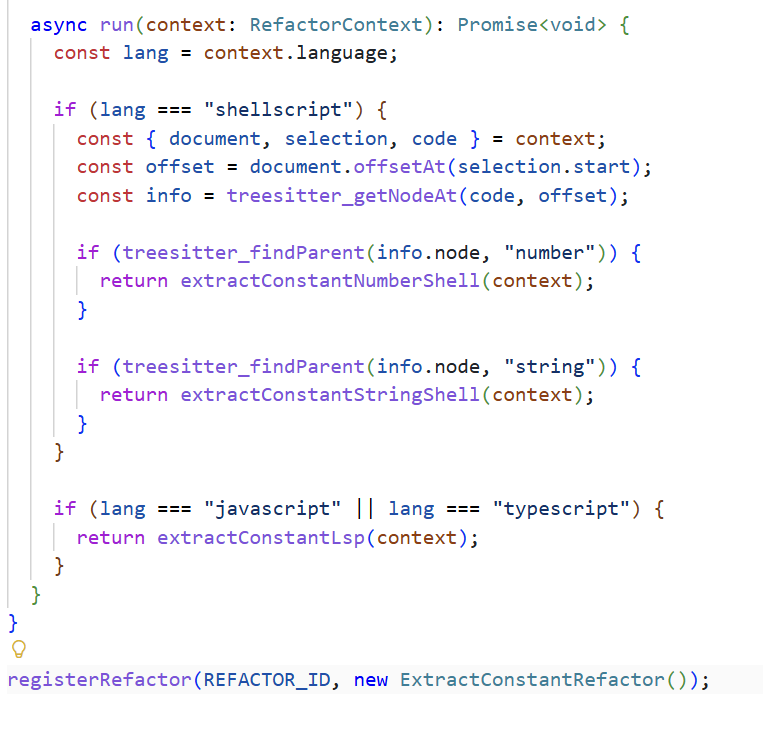 async run(context: RefactorContext): Promise<void> {
const lang = context.language;
if (lang === "shellscript") {
const { document, selection, code } = context;
const offset = document.offsetAt(selection.start);
const info = treesitter_getNodeAt(code, offset);
if (treesitter_findParent(info.node, "number")) {
return extractConstantNumberShell(context);
}
if (treesitter_findParent(info.node, "string")) {
return extractConstantStringShell(context);
}
}
if (lang === "javascript" || lang === "typescript") {
return extractConstantLsp(context);
}
}
}
registerRefactor(REFACTOR_ID, new ExtractConstantRefactor());